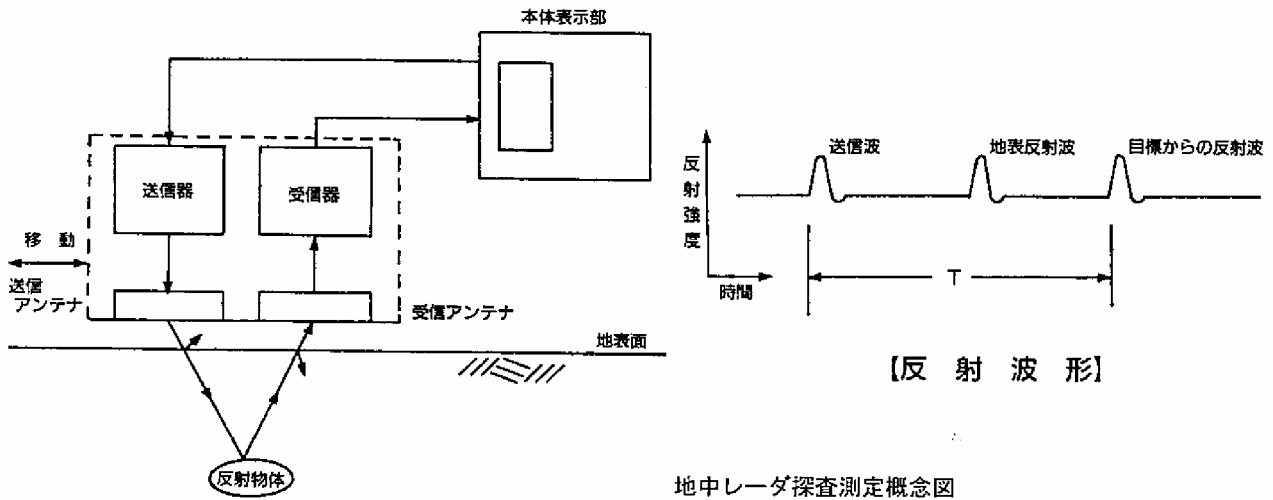 本体表示部
送信器
受信器
移 動
送信
アンテナ
受信アンテナ
地表面
反射物体
反射強度
時間
送信波
地表反射波
目標からの反射波
T
【反 射 波 形】
地中レーダ探査測定概念図